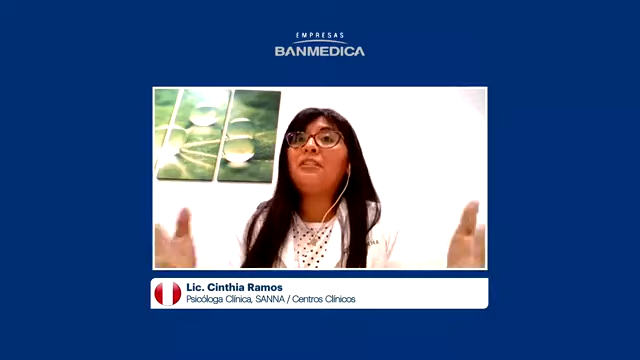 EMPRESAS
BANMEDICA
Lic. Cinthia Ramos
Psicóloga Clínica, SANNA / Centros Clínicos